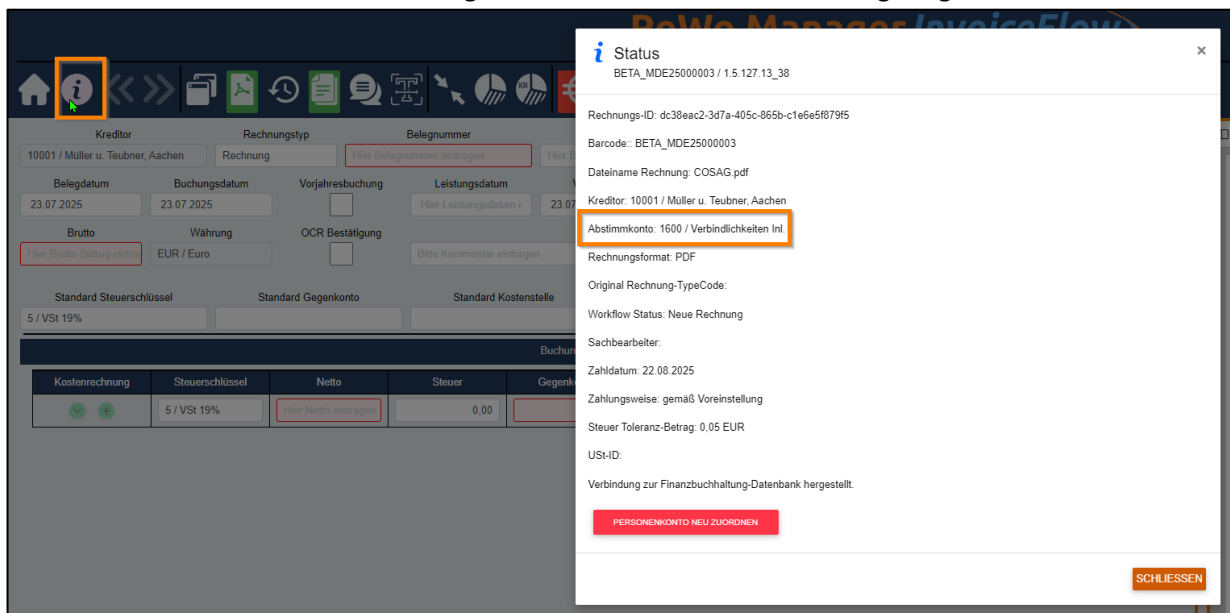 ReWo Manager InvoiceFlow
i Status ×
BETA_MDE25000003 / 1.5.127.13_38
Kreditor Rechnungstyp Belegnummer
10001 / Müller u. Teubner, Aachen Rechnung Hier Belegnummer eintragen Hier B
Belegdatum Buchungsdatum Vorjahresbuchung Leistungsdatum
23.07.2025 23.07.2025 Hier Leistungsdatum e 23.07
Brutto Währung OCR Bestätigung
Hier Brutto Betrag eintra EUR / Euro Bitte Kommentar eintragen
Standard Steuerschlüssel Standard Gegenkonto Standard Kostenstelle
5 / VSt 19%
Buchun
Kostenrechnung Steuerschlüssel Netto Steuer Gegenk
5 / VSt 19% Hier Netto eintragen 0,00
Rechnungs-ID: dc38eac2-3d7a-405c-865b-c1e6e5f879f5
Barcode:: BETA_MDE25000003
Dateiname Rechnung: COSAG.pdf
Kreditor: 10001 / Müller u. Teubner, Aachen
Abstimmkonto: 1600 / Verbindlichkeiten Inl.
Rechnungsformat: PDF
Original Rechnung-TypeCode:
Workflow Status: Neue Rechnung
Sachbearbeiter:
Zahldatum: 22.08.2025
Zahlungsweise: gemäß Voreinstellung
Steuer Toleranz-Betrag: 0,05 EUR
USt-ID:
Verbindung zur Finanzbuchhaltung-Datenbank hergestellt.
PERSONENKONTO NEU ZUORDNEN
SCHLIESSEN